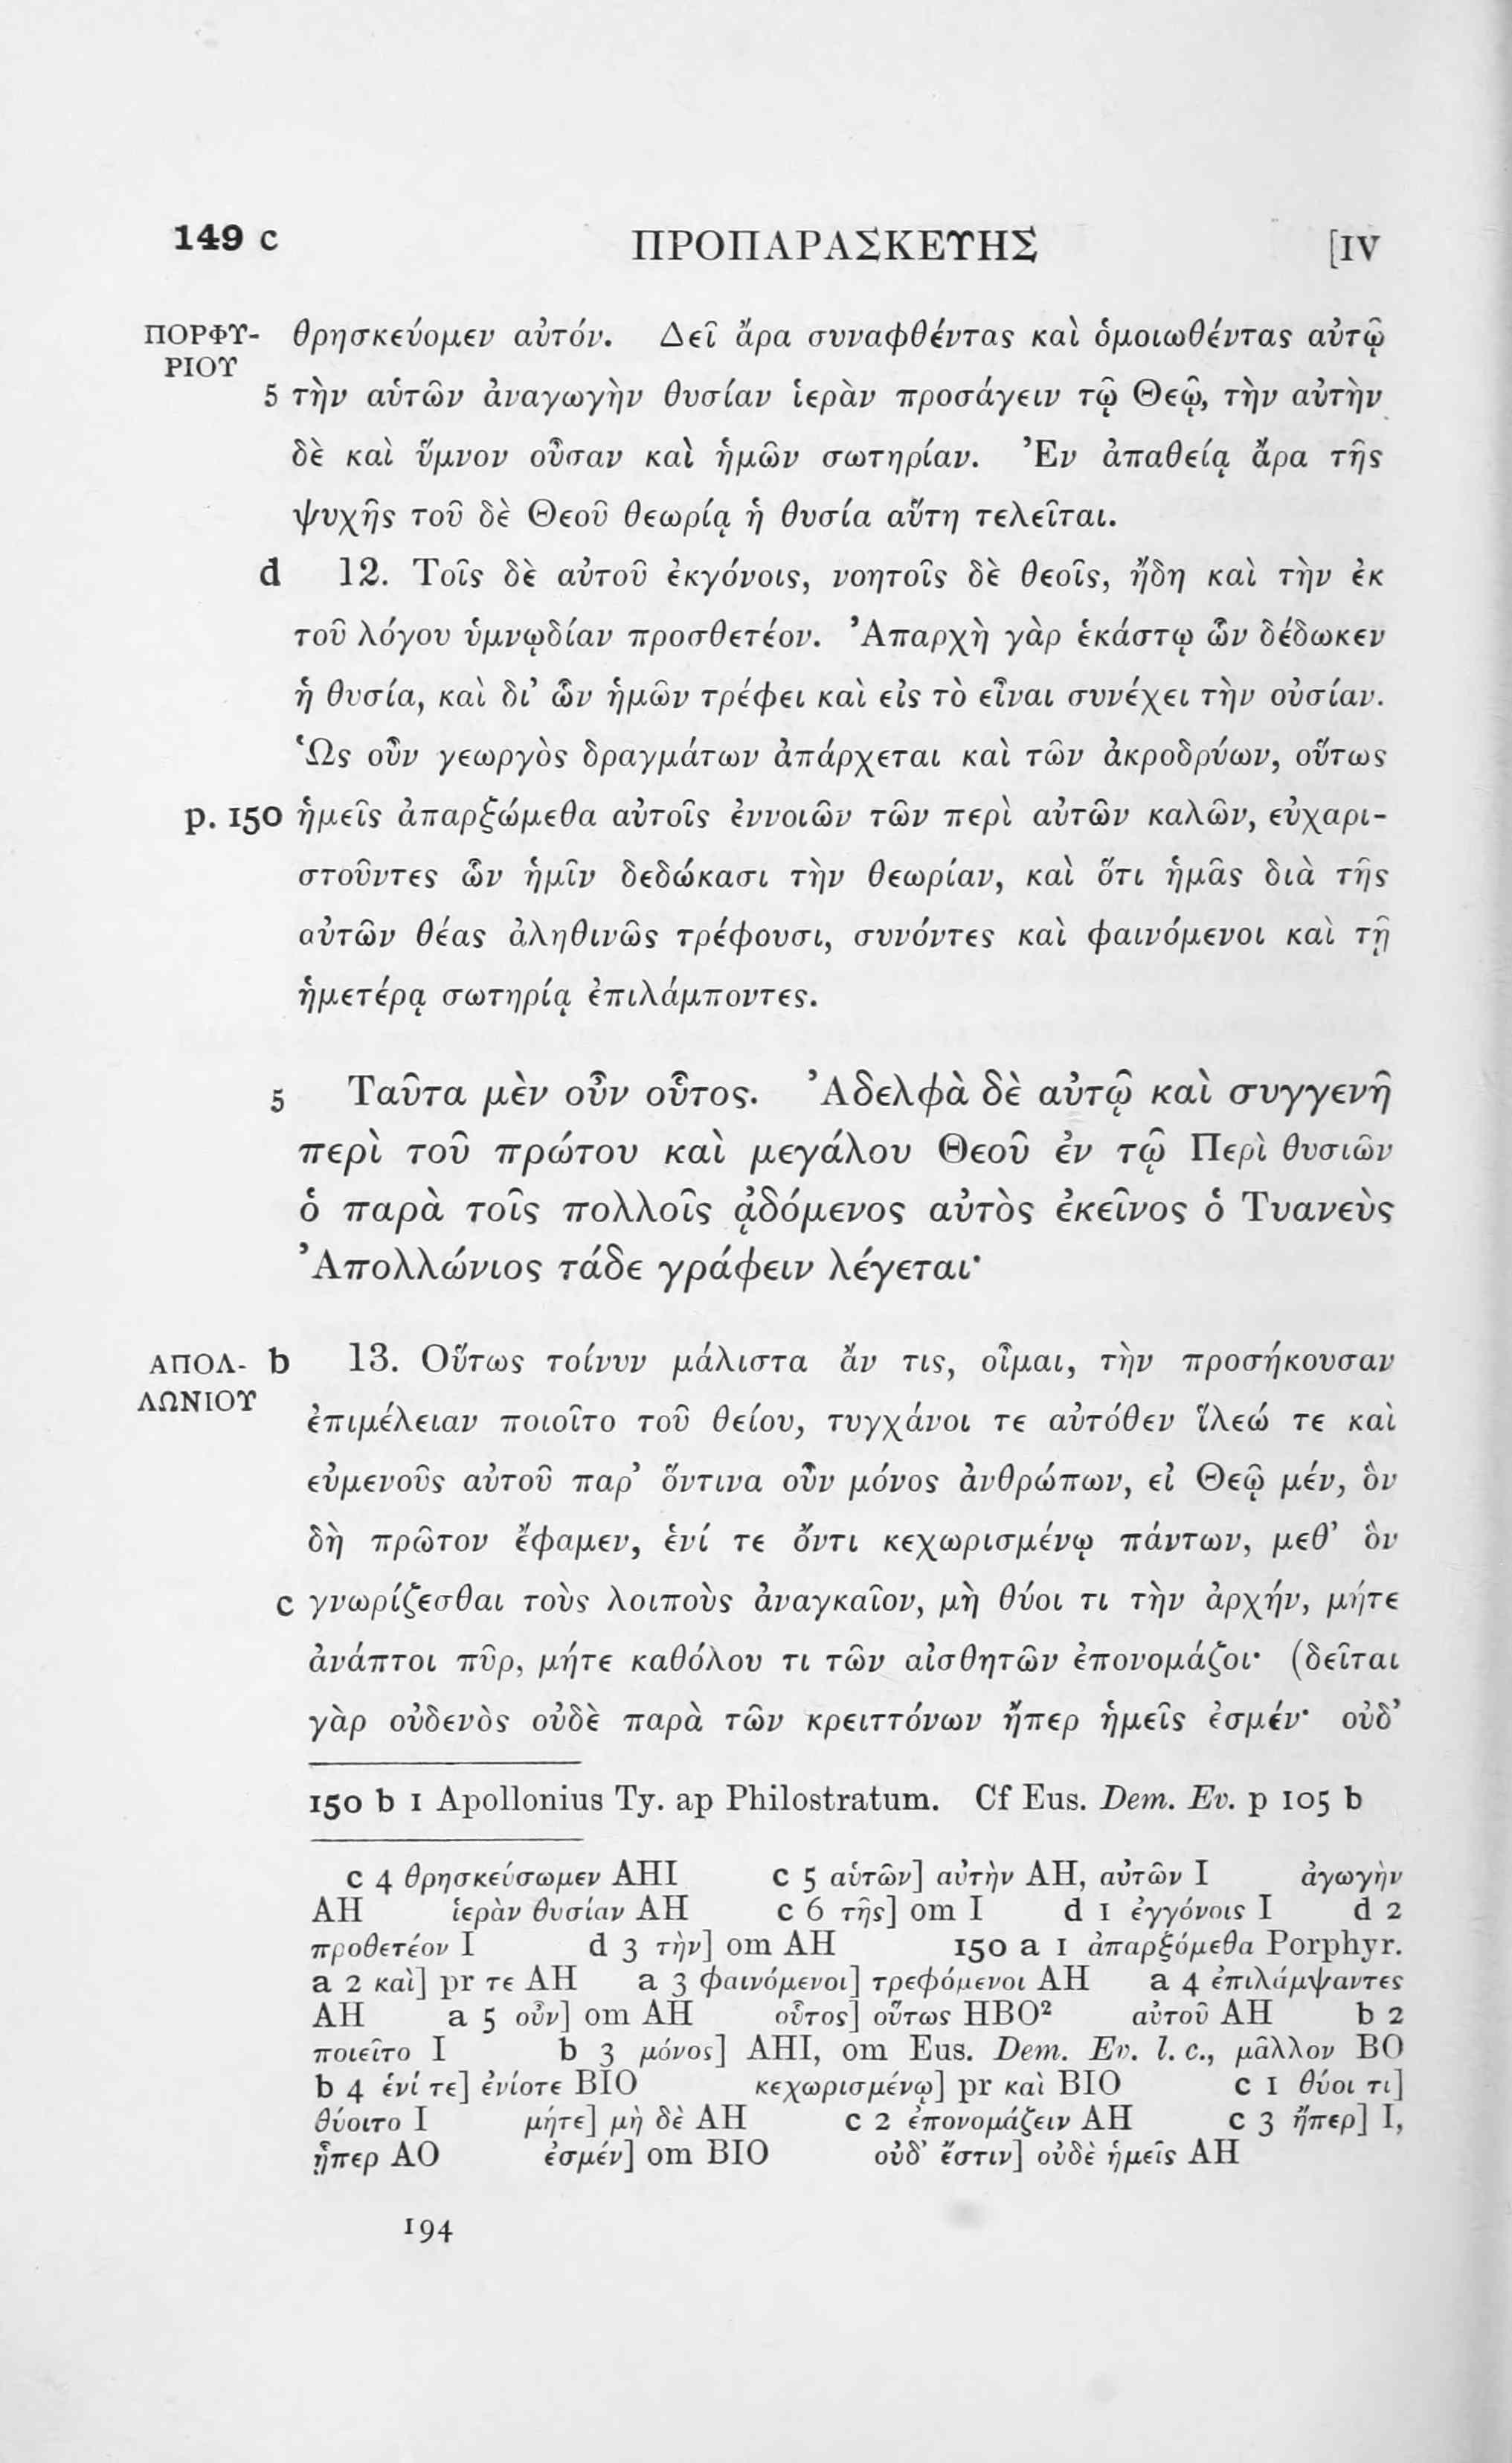 149 c ΠΡΟΠΑΡΑΣΚΕΥΗΣ [IV
ΠΟΡΦΥ- θρησκεύομεν αὐτόν. Δεῖ ἄρα συναφθέντας καὶ ὁμοιωθέντας αὐτῷ
ΡΙΟΥ
5 τὴν αὑτῶν ἀναγωγὴν θυσίαν ἱερὰν προσάγειν τῷ Θεῷ, τὴν αὐτὴν
δὲ καὶ ὕμνον οὖσαν καὶ ἡμῶν σωτηρίαν. Ἐν ἀπαθείᾳ ἄρα τῆς
ψυχῆς τοῦ δὲ Θεοῦ θεωρίᾳ ἡ θυσία αὕτη τελεῖται.
d 12. Τοῖς δὲ αὐτοῦ ἐκγόνοις, νοητοῖς δὲ θεοῖς, ἤδη καὶ τὴν ἐκ
τοῦ λόγου ὑμνῳδίαν προσθετέον. Ἀπαρχὴ γὰρ ἑκάστῳ ὧν δέδωκεν
ἡ θυσία, καὶ δι’ ὧν ἡμῶν τρέφει καὶ εἰς τὸ εἶναι συνέχει τὴν οὐσίαν.
Ὡς οὖν γεωργὸς δραγμάτων ἀπάρχεται καὶ τῶν ἀκροδρύων, οὕτως
p. 150 ἡμεῖς ἀπαρξώμεθα αὐτοῖς ἐννοιῶν τῶν περὶ αὐτῶν καλῶν, εὐχαρι-
στοῦντες ὧν ἡμῖν δεδώκασι τὴν θεωρίαν, καὶ ὅτι ἡμᾶς διὰ τῆς
αὐτῶν θέας ἀληθινῶς τρέφουσι, συνόντες καὶ φαινόμενοι καὶ τῇ
ἡμετέρᾳ σωτηρίᾳ ἐπιλάμποντες.
5 Ταῦτα μὲν οὖν οὗτος. Ἀδελφὰ δὲ αὐτῷ καὶ συγγενῆ
περὶ τοῦ πρώτου καὶ μεγάλου Θεοῦ ἐν τῷ Περὶ θυσιῶν
ὁ παρὰ τοῖς πολλοῖς ᾀδόμενος αὐτὸς ἐκεῖνος ὁ Τυανεὺς
Ἀπολλώνιος τάδε γράφειν λέγεται·
ΑΠΟΛ- b 13. Οὕτως τοίνυν μάλιστα ἄν τις, οἶμαι, τὴν προσήκουσαν
ΛΩΝΙΟΥ
ἐπιμέλειαν ποιοῖτο τοῦ θείου, τυγχάνοι τε αὐτόθεν ἵλεώ τε καὶ
εὐμενοῦς αὐτοῦ παρ’ ὅντινα οὖν μόνος ἀνθρώπων, εἰ Θεῷ μέν, ὃν
δὴ πρῶτον ἔφαμεν, ἑνί τε ὄντι κεχωρισμένῳ πάντων, μεθ’ ὃν
c γνωρίζεσθαι τοὺς λοιποὺς ἀναγκαῖον, μὴ θύοι τι τὴν ἀρχήν, μήτε
ἀνάπτοι πῦρ, μήτε καθόλου τι τῶν αἰσθητῶν ἐπονομάζοι· (δεῖται
γὰρ οὐδενὸς οὐδὲ παρὰ τῶν κρειττόνων ἤπερ ἡμεῖς ἐσμέν· οὐδ’
150 b 1 Apollonius Ty. ap Philostratum. Cf Eus. Dem. Ev. p 105 b
c 4 θρησκεύσωμεν AHI c 5 αὑτῶν] αὐτὴν AH, αὐτῶν I ἀγωγὴν
AH ἱερὰν θυσίαν AH c 6 τῆς] om I d 1 ἐγγόνοις I d 2
προθετέον I d 3 τὴν] om AH 150 a 1 ἀπαρξόμεθα Porphyr.
a 2 καὶ] pr τε AH a 3 φαινόμενοι] τρεφόμενοι AH a 4 ἐπιλάμψαντες
AH a 5 οὖν] om AH οὗτος] οὕτως HBO² αὐτοῦ AH b 2
ποιεῖτο I b 3 μόνος] AHI, om Eus. Dem. Ev. l. c., μᾶλλον BO
b 4 ἑνί τε] ἐνίοτε BIO κεχωρισμένῳ] pr καὶ BIO c 1 θύοι τι]
θύοιτο I μήτε] μὴ δὲ AH c 2 ἐπονομάζειν AH c 3 ἤπερ] I,
ᾗπερ AO ἐσμέν] om BIO οὐδ’ ἔστιν] οὐδὲ ἡμεῖς AH
194